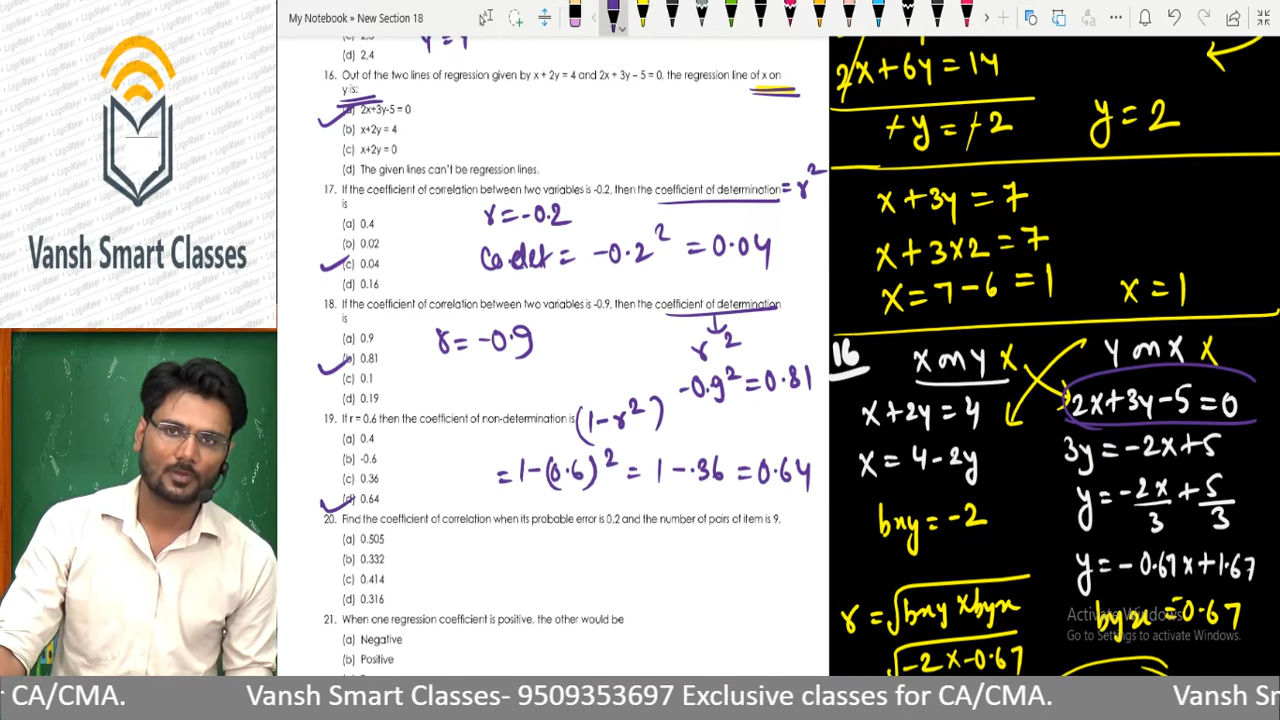 My Notebook » New Section 18
Vansh Smart Classes
(d) 2,4
16. Out of the two lines of regression given by x + 2y = 4 and 2x + 3y – 5 = 0, the regression line of x on
y is:
(a) 2x+3y-5 = 0
(b) x+2y = 4
(c) x+2y = 0
(d) The given lines can't be regression lines.
17. If the coefficient of correlation between two variables is -0.2, then the coefficient of determination = r²
is
r = -0.2
(a) 0.4
(b) 0.02
Co det = -0.2² = 0.04
(c) 0.04
(d) 0.16
18. If the coefficient of correlation between two variables is -0.9, then the coefficient of determination
is
(a) 0.9
r = -0.9
r²
(b) 0.81
(c) 0.1
-0.9² = 0.81
(d) 0.19
19. If r = 0.6 then the coefficient of non-determination is (1-r²)
(a) 0.4
(b) -0.6
(c) 0.36
= 1-(0.6)² = 1-.36 = 0.64
(d) 0.64
20. Find the coefficient of correlation when its probable error is 0.2 and the number of pairs of item is 9.
(a) 0.505
(b) 0.332
(c) 0.414
(d) 0.316
21. When one regression coefficient is positive, the other would be
(a) Negative
(b) Positive
2x + 6y = 14
+y = +2
y = 2
x + 3y = 7
x + 3x2 = 7
x = 7-6 = 1
x = 1
16
x on y x
y on x x
x+2y = 4
2x+3y-5 = 0
x = 4-2y
3y = -2x+5
bxy = -2
y = -2x/3 + 5/3
y = -0.67x+1.67
byx = -0.67
r = √bxy x byx
√-2 x -0.67
Activate Windows
Go to Settings to activate Windows.
r CA/CMA. Vansh Smart Classes- 9509353697 Exclusive classes for CA/CMA. Vansh Sm